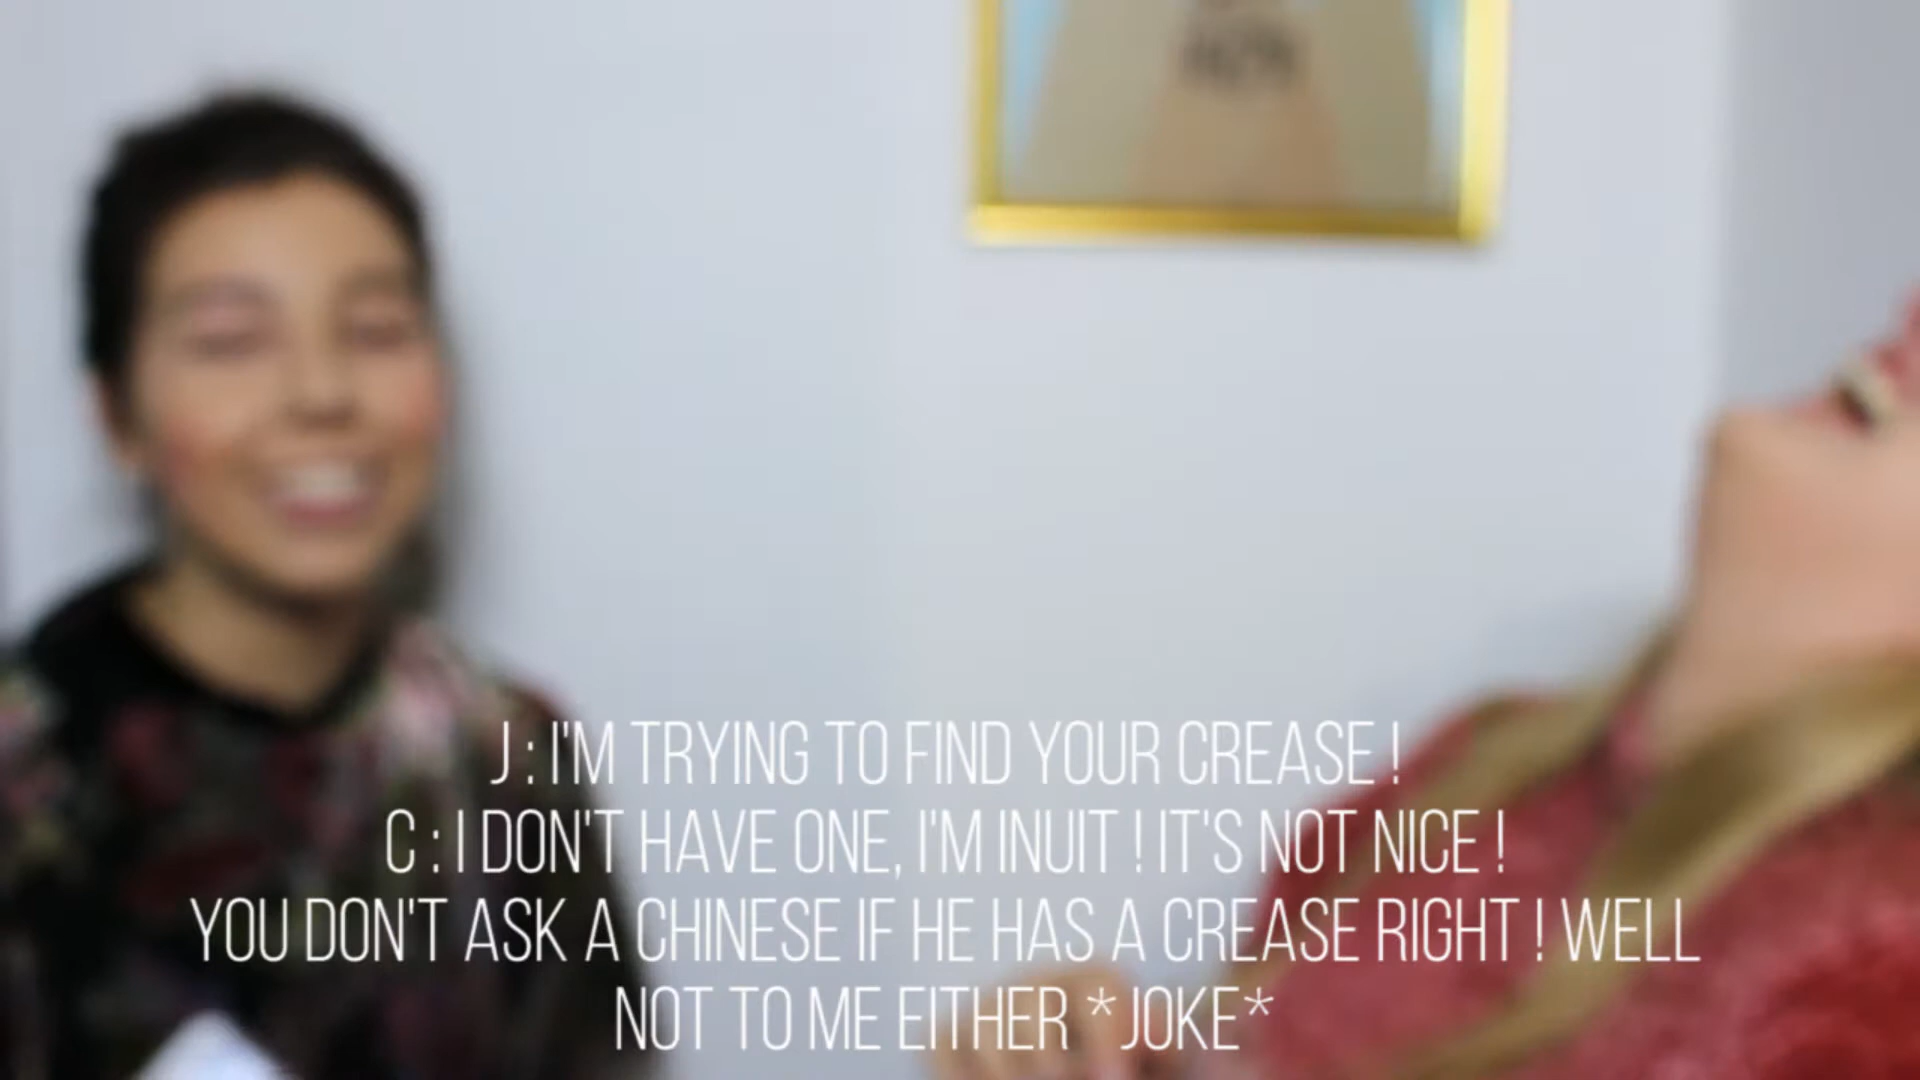 J : I'M TRYING TO FIND YOUR CREASE !
C : I DON'T HAVE ONE, I'M INUIT ! IT'S NOT NICE !
YOU DON'T ASK A CHINESE IF HE HAS A CREASE RIGHT ! WELL
NOT TO ME EITHER *JOKE*